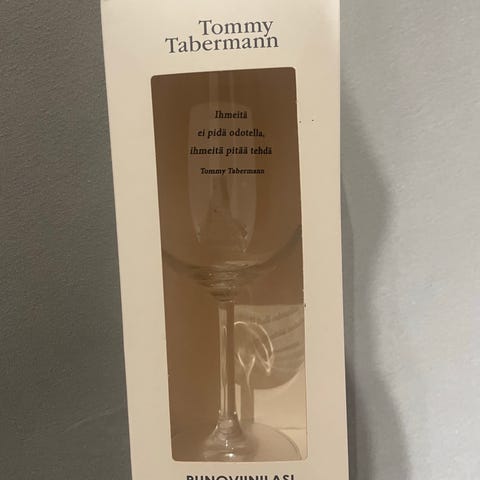 Tommy
Tabermann
Ihmeitä
ei pidä odotella,
ihmeitä pitää tehdä
Tommy Tabermann
RUNOVIINILASI